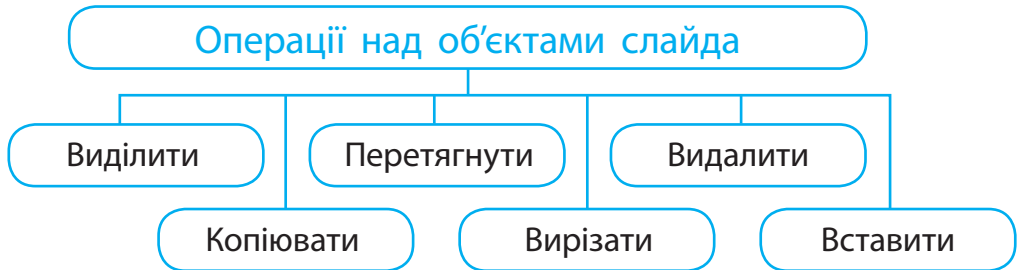 Операції над об’єктами слайда
Виділити
Перетягнути
Видалити
Копіювати
Вирізати
Вставити